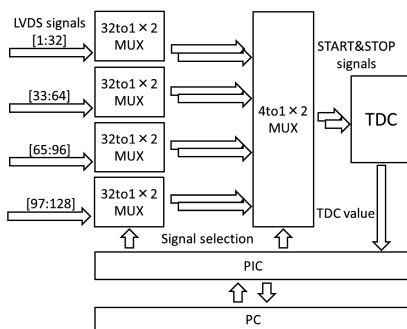 LVDS signals
[1:32]
32to1×2
MUX
[33:64]
32to1×2
MUX
[65:96]
32to1×2
MUX
[97:128]
32to1×2
MUX
4to1×2
MUX
START&STOP
signals
TDC
TDC value
Signal selection
PIC
PC